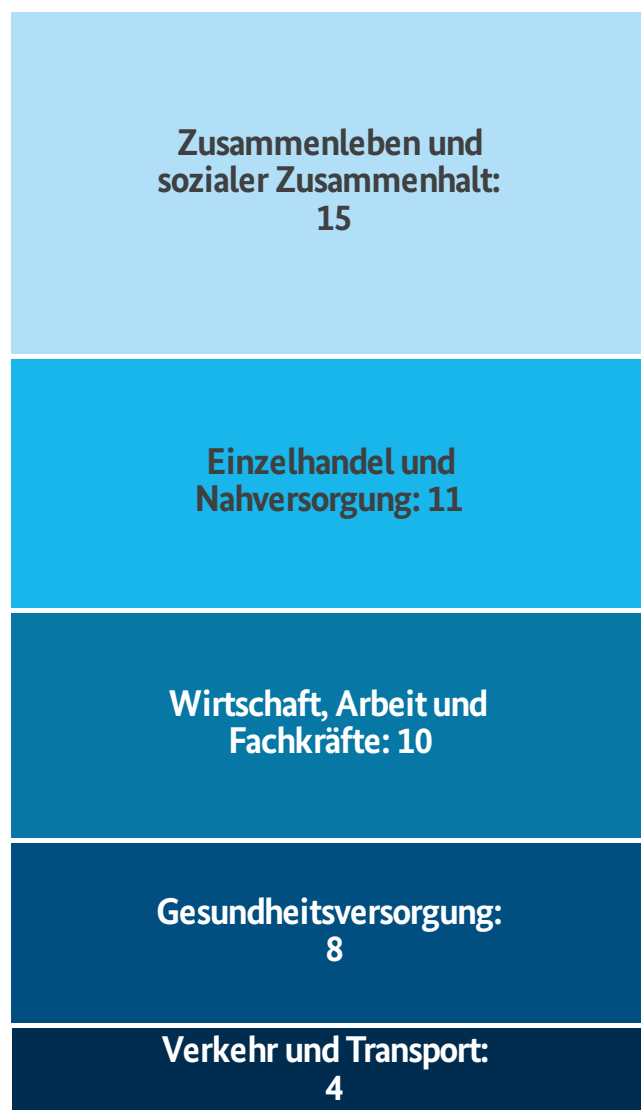 Zusammenleben und
sozialer Zusammenhalt:
15
Einzelhandel und
Nahversorgung: 11
Wirtschaft, Arbeit und
Fachkräfte: 10
Gesundheitsversorgung:
8
Verkehr und Transport:
4